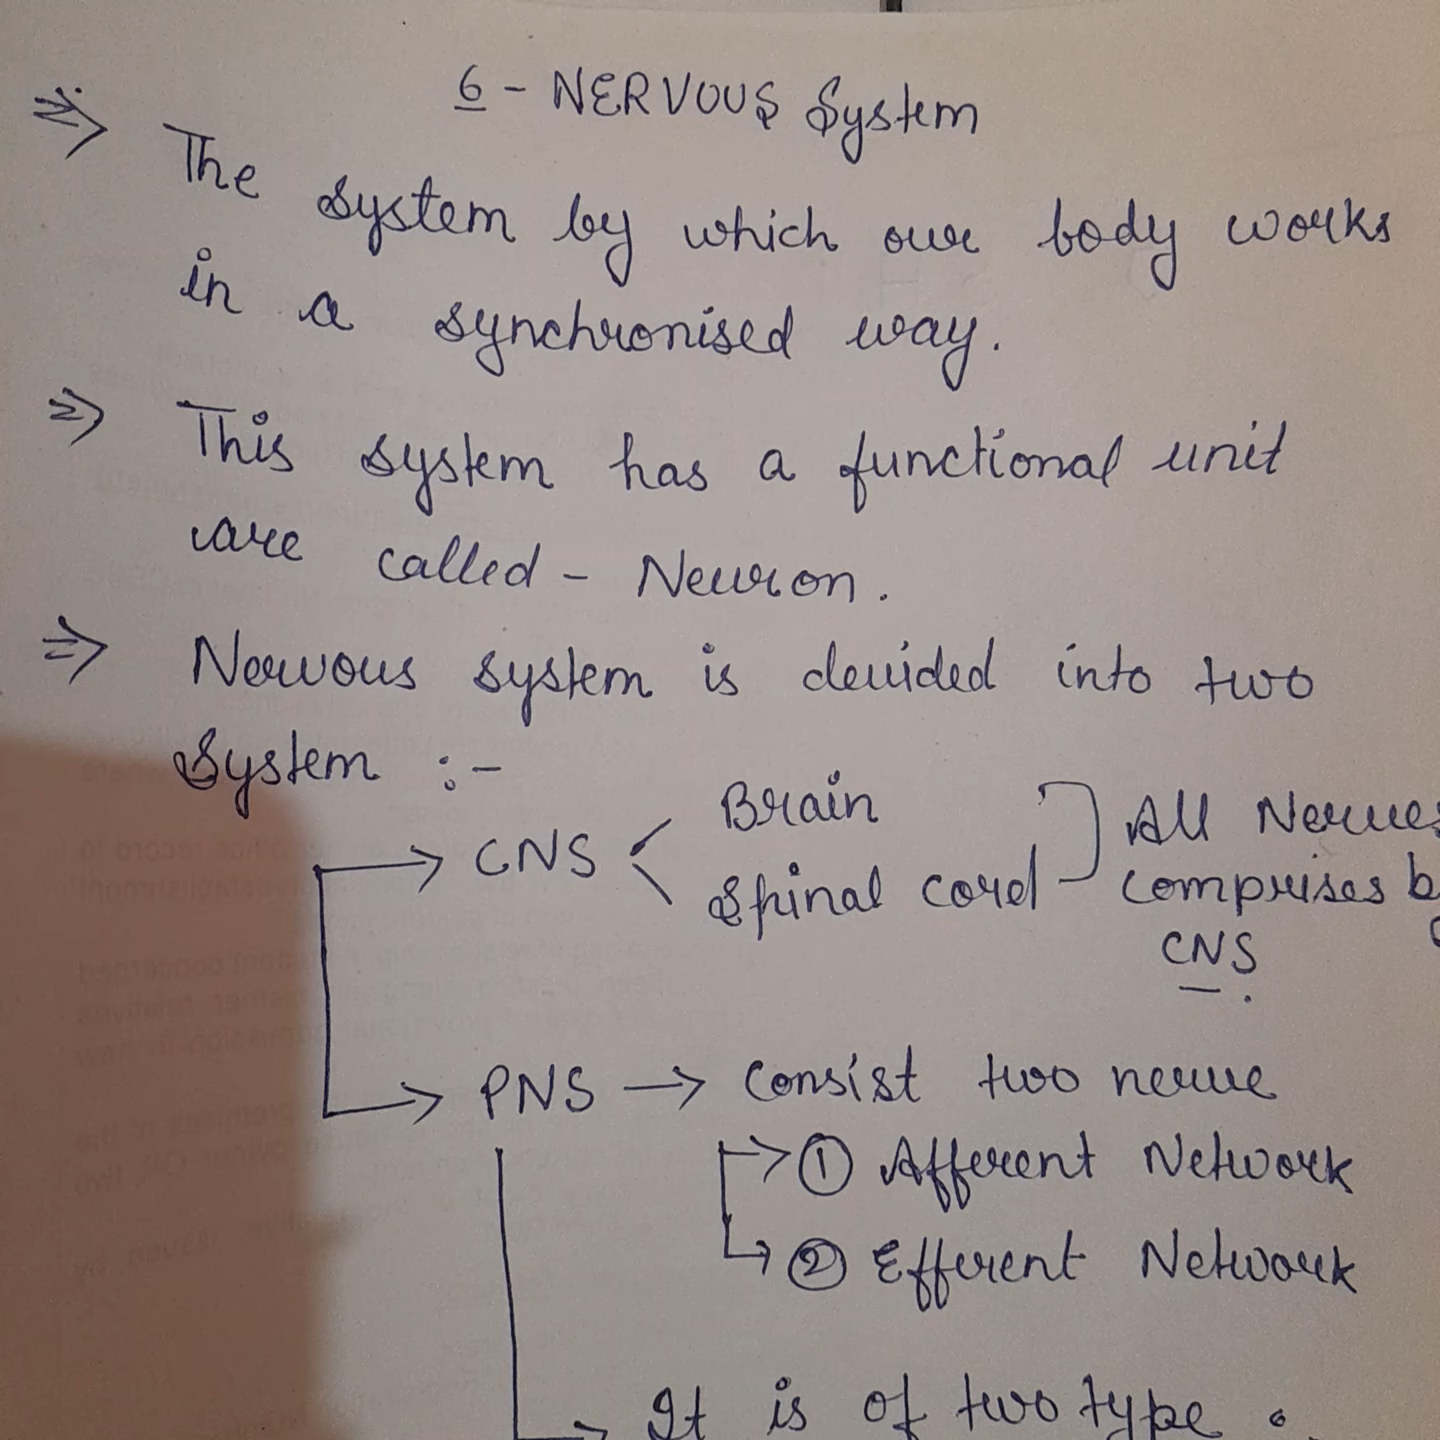 6 - NERVOUS System
⇒ The system by which our body works
in a synchronised way.
⇒ This system has a functional unit
are called - Neuron.
⇒ Nervous system is devided into two
System :-
→ CNS < Brain
Spinal cord
All Nerves
comprises by
CNS.
→ PNS → Consist two nerve
→ ① Afferent Network
→ ② Efferent Network
→ It is of two type :